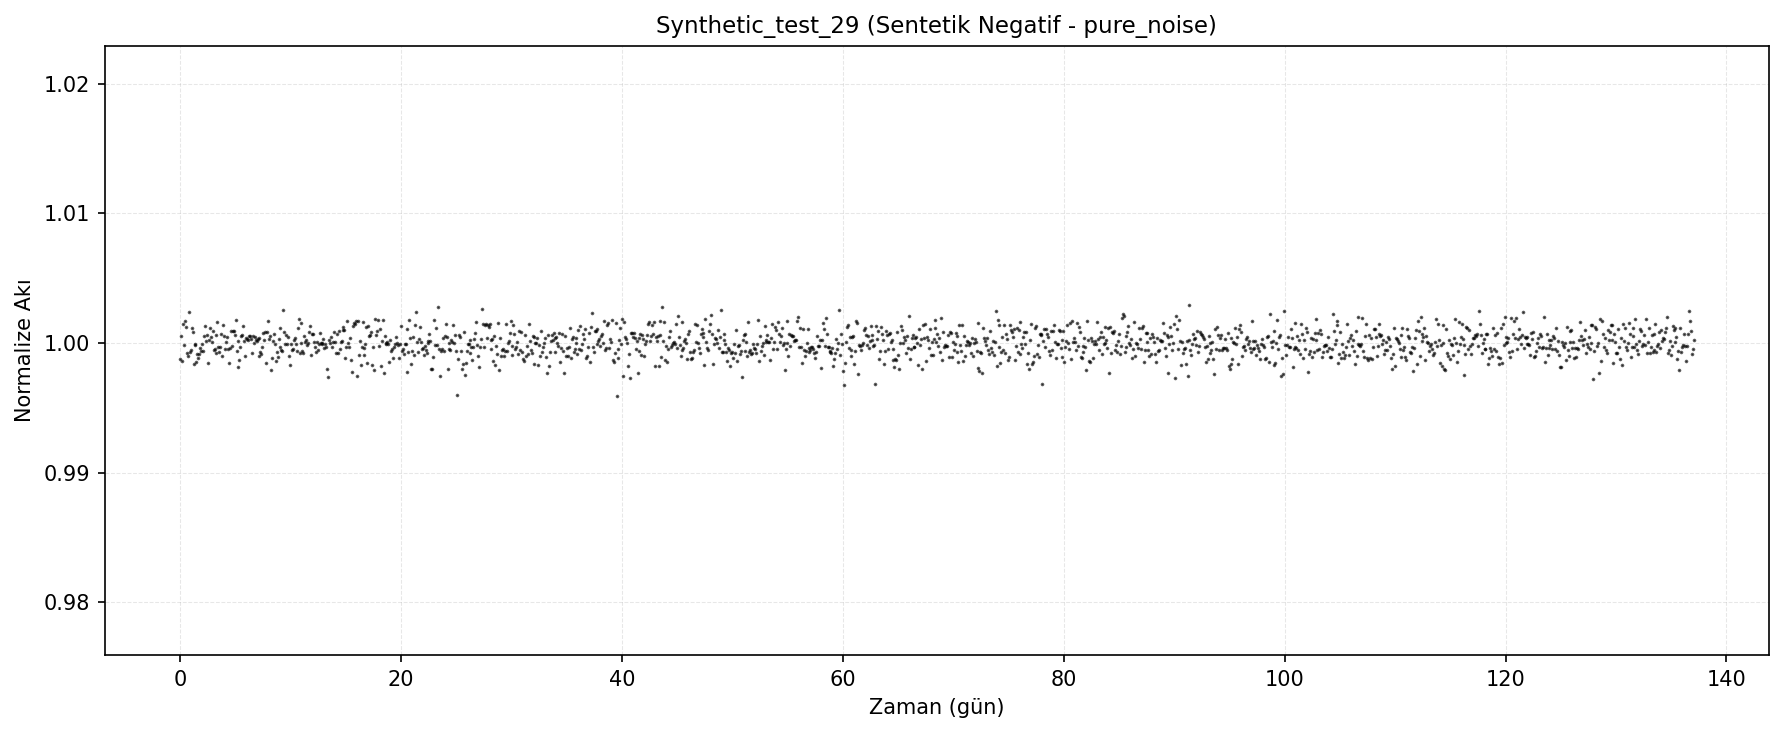 Synthetic_test_29 (Sentetik Negatif - pure_noise)
1.02
1.01
1.00
0.99
0.98
Normalize Akı
0 20 40 60 80 100 120 140
Zaman (gün)